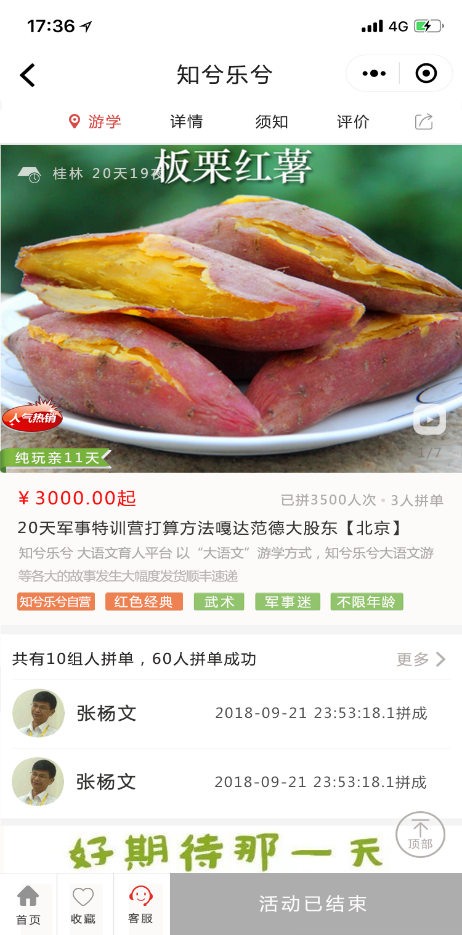 17:36 4G
知兮乐兮
游学 详情 须知 评价
板栗红薯
桂林 20天19夜
人气热销
纯玩亲11天
1/7
¥3000.00起 已拼3500人次 3人拼单
20天军事特训营打算方法嘎达范德大股东【北京】
知兮乐兮 大语文育人平台 以“大语文”游学方式，知兮乐兮大语文游
等各大的故事发生大幅度发货顺丰速递
知兮乐兮自营 红色经典 武术 军事迷 不限年龄
共有10组人拼单，60人拼单成功 更多
张杨文 2018-09-21 23:53:18.1拼成
张杨文 2018-09-21 23:53:18.1拼成
顶部
好期待那一天
首页 收藏 客服 活动已结束